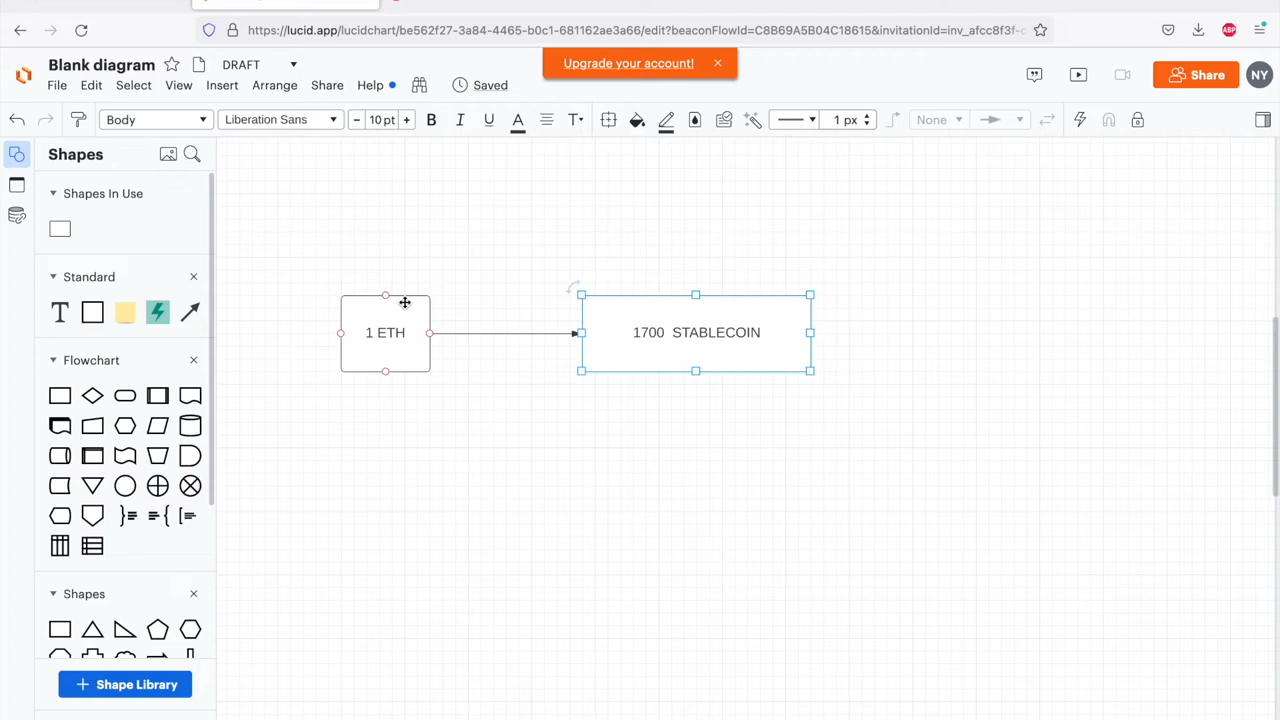 https://lucid.app/lucidchart/be562f27-3a84-4465-b0c1-681162ae3a66/edit?beaconFlowId=C8B69A5B04C18615&invitationId=inv_afcc8f3f-
ABP
Blank diagram DRAFT
Upgrade your account! ×
Share
NY
File Edit Select View Insert Arrange Share Help Saved
Body Liberation Sans − 10 pt + B I U A T 1 px None
Shapes
Shapes In Use
Standard
T
Flowchart
Shapes
+ Shape Library
1 ETH
1700 STABLECOIN